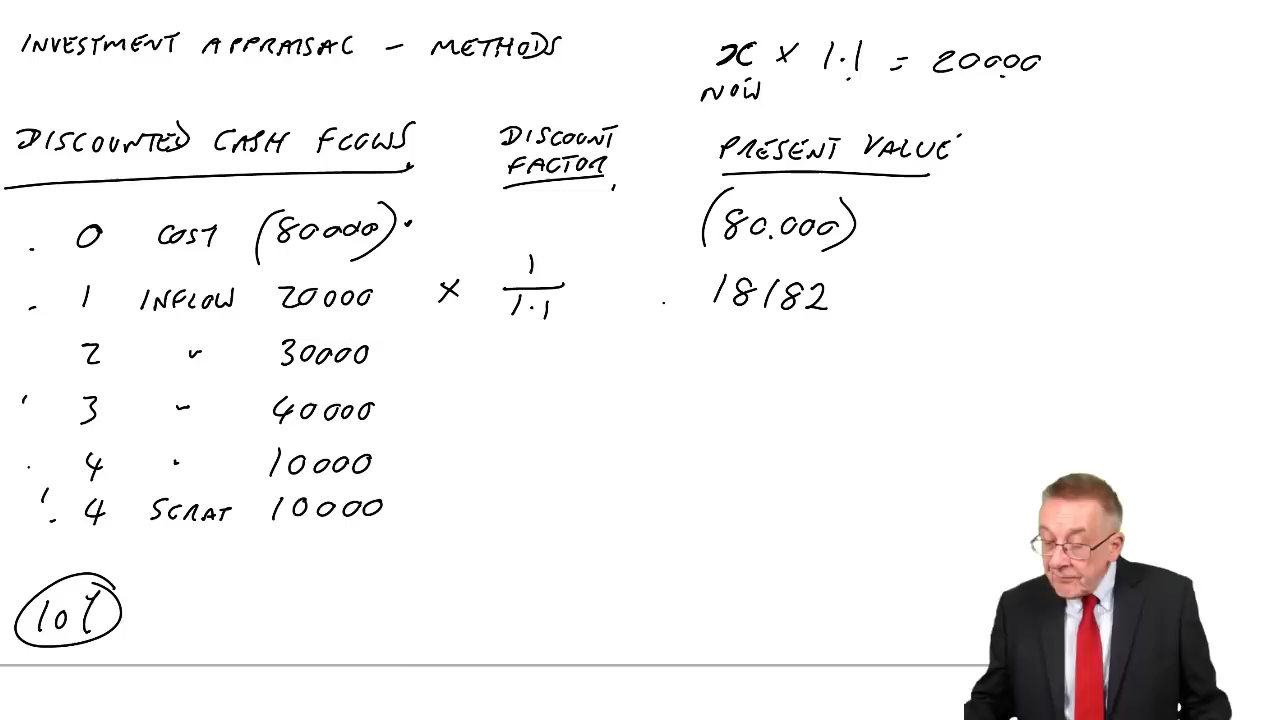 INVESTMENT APPRAISAL - METHODS
x × 1.1 = 20000
NOW
DISCOUNTED CASH FLOWS
DISCOUNT FACTOR
PRESENT VALUE
0 COST (80000) (80.000)
1 INFLOW 20000 × 1/1.1 18182
2 " 30000
3 " 40000
4 " 10000
4 SCRAP 10000
10%